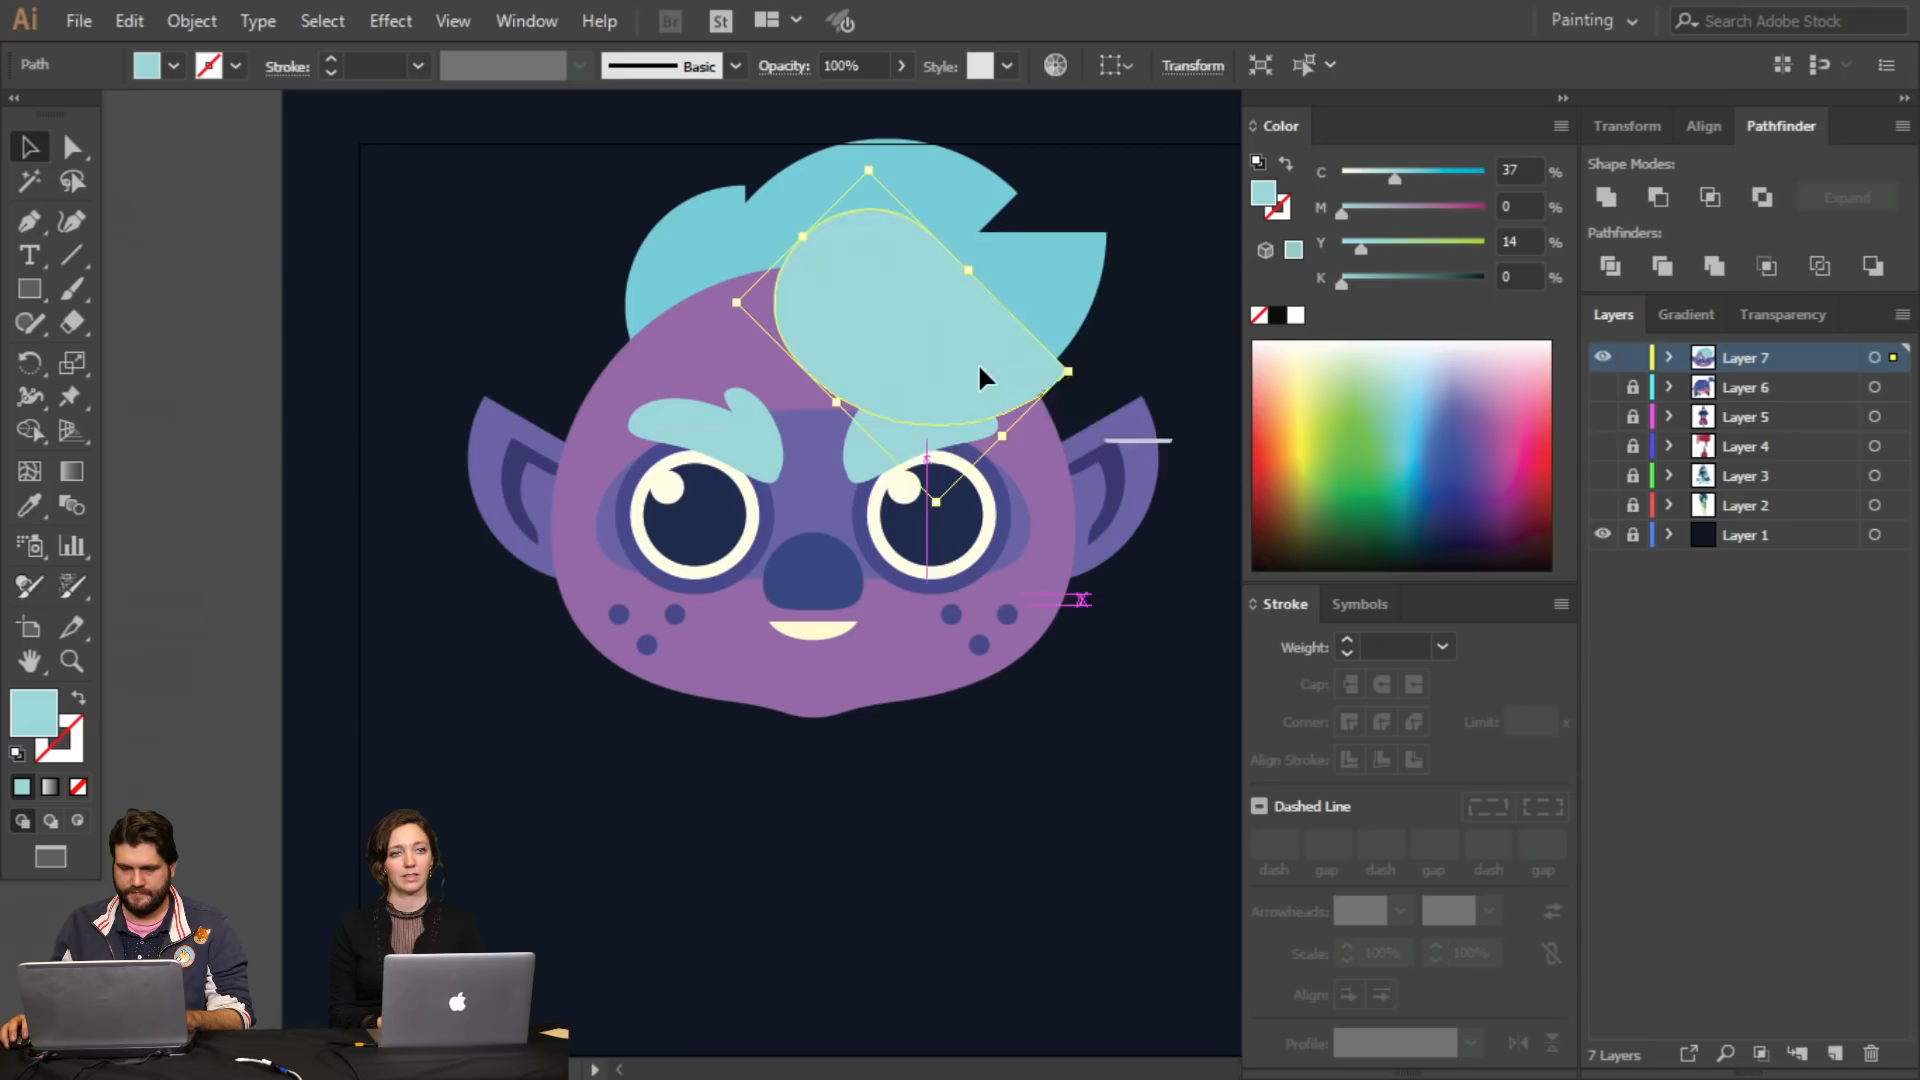 Ai File Edit Object Type Select Effect View Window Help Br St Painting Search Adobe Stock
Path Stroke: Basic Opacity: 100% Style: Transform
Color
C 37 %
M 0 %
Y 14 %
K 0 %
Transform Align Pathfinder
Shape Modes:
Expand
Pathfinders:
Layers Gradient Transparency
Layer 7
Layer 6
Layer 5
Layer 4
Layer 3
Layer 2
Layer 1
Stroke Symbols
Weight:
Cap:
Corner: Limit: x
Align Stroke:
Dashed Line
dash gap dash gap dash gap
Arrowheads:
Scale: 100% 100%
Align:
Profile:
7 Layers